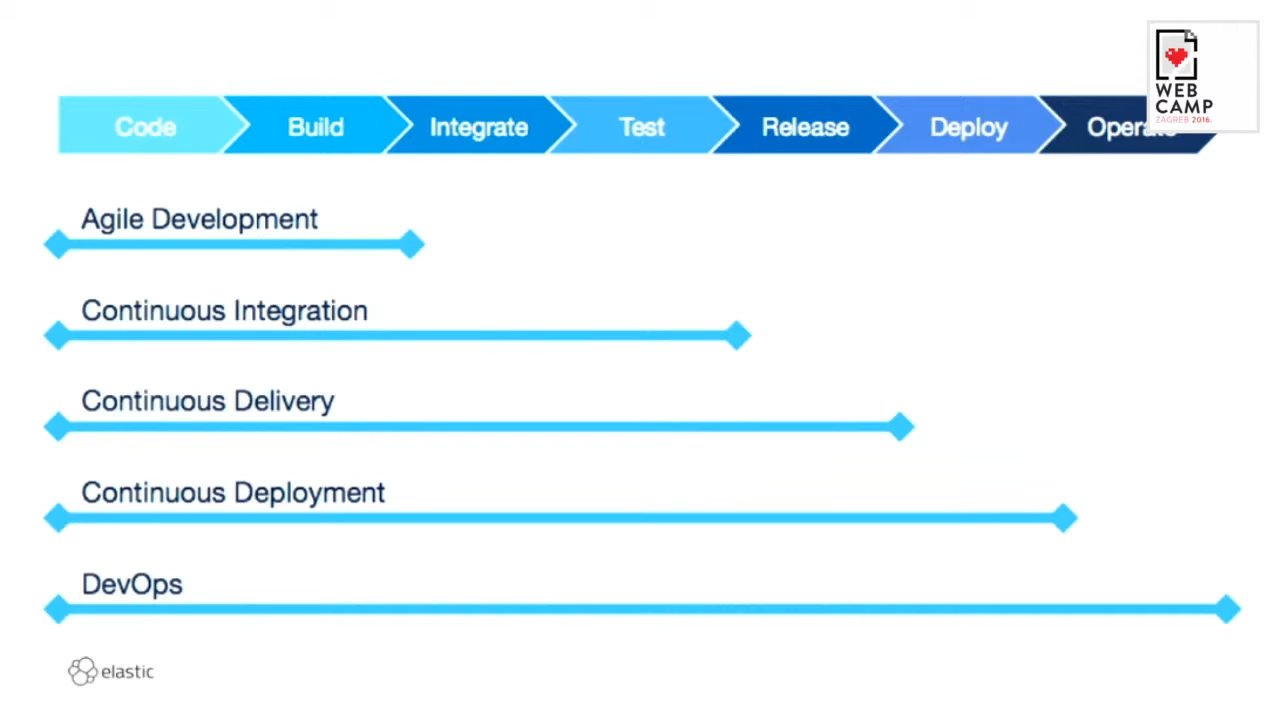 WEB
CAMP
ZAGREB 2016.
Code Build Integrate Test Release Deploy Operate
Agile Development
Continuous Integration
Continuous Delivery
Continuous Deployment
DevOps
elastic